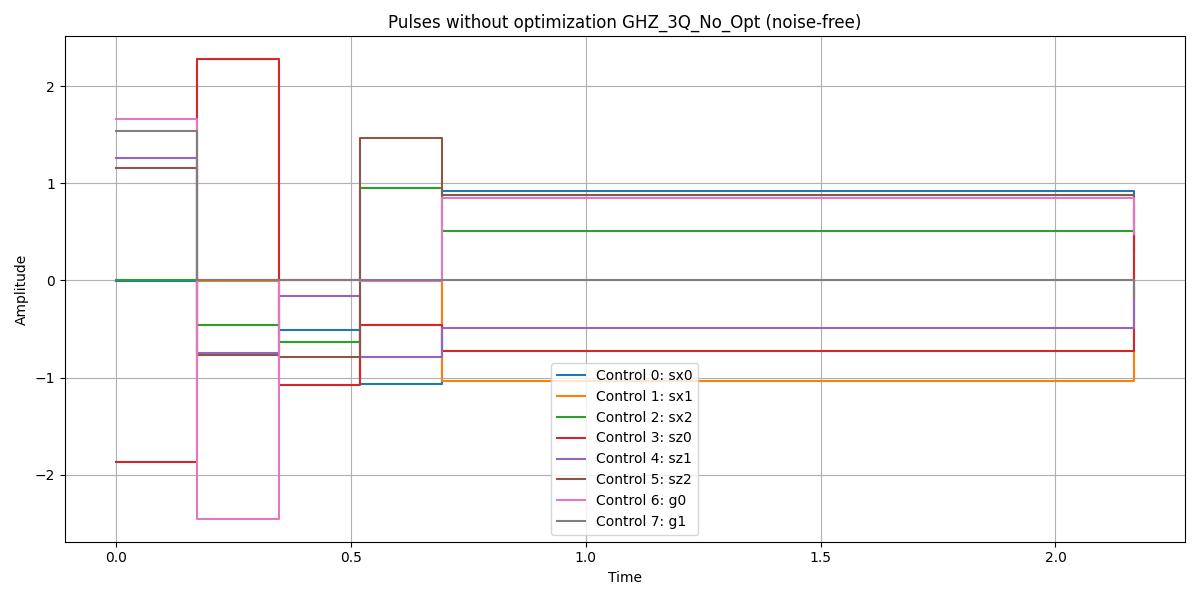 Pulses without optimization GHZ_3Q_No_Opt (noise-free)
Amplitude
2
1
0
−1
−2
0.0 0.5 1.0 1.5 2.0
Time
Control 0: sx0
Control 1: sx1
Control 2: sx2
Control 3: sz0
Control 4: sz1
Control 5: sz2
Control 6: g0
Control 7: g1